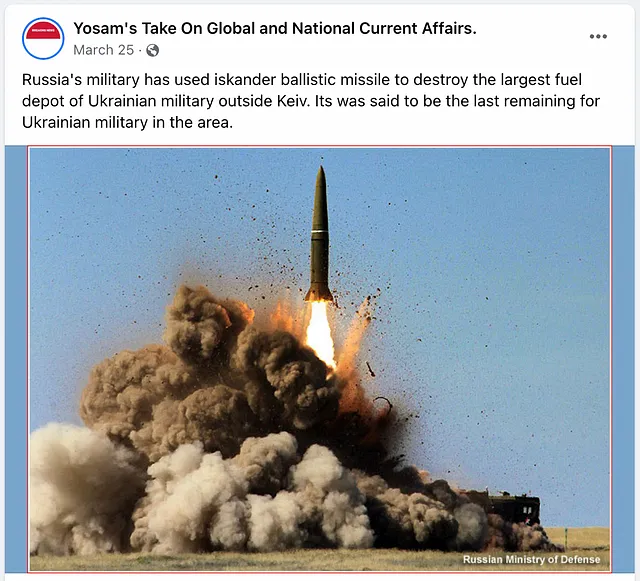 Yosam's Take On Global and National Current Affairs.
March 25 ·
Russia's military has used iskander ballistic missile to destroy the largest fuel
depot of Ukrainian military outside Keiv. Its was said to be the last remaining for
Ukrainian military in the area.
Russian Ministry of Defense